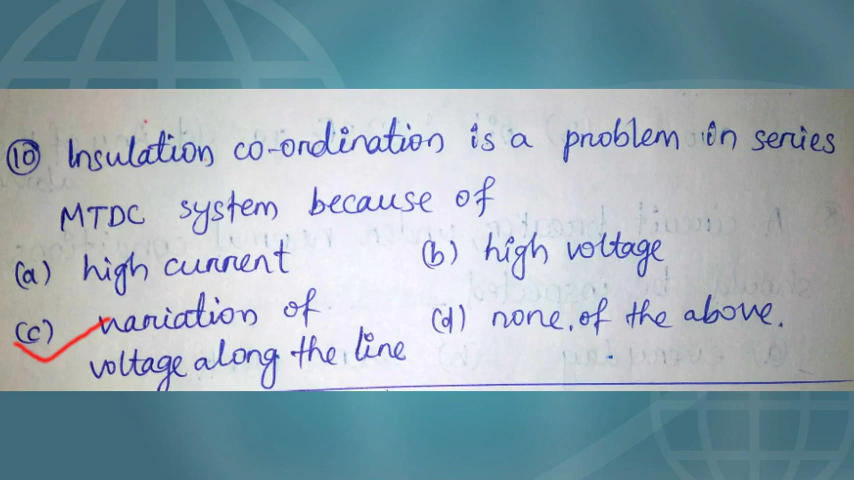 (10) Insulation co-ordination is a problem in series
MTDC system because of
(a) high current (b) high voltage
(c) variation of (d) none of the above.
voltage along the line